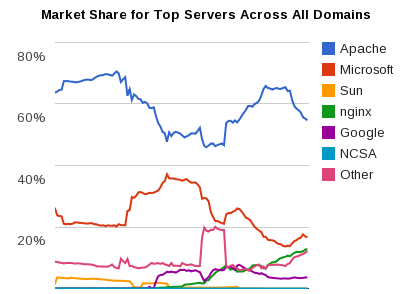 Market Share for Top Servers Across All Domains
80%
60%
40%
20%
Apache
Microsoft
Sun
nginx
Google
NCSA
Other